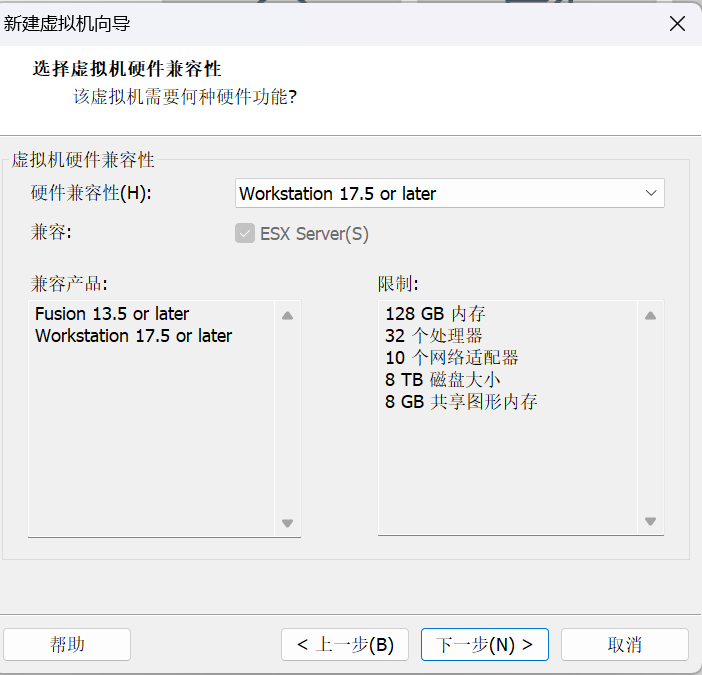 新建虚拟机向导
选择虚拟机硬件兼容性
该虚拟机需要何种硬件功能?
虚拟机硬件兼容性
硬件兼容性(H): Workstation 17.5 or later
兼容: ESX Server(S)
兼容产品:
Fusion 13.5 or later
Workstation 17.5 or later
限制:
128 GB 内存
32 个处理器
10 个网络适配器
8 TB 磁盘大小
8 GB 共享图形内存
帮助 < 上一步(B) 下一步(N) > 取消